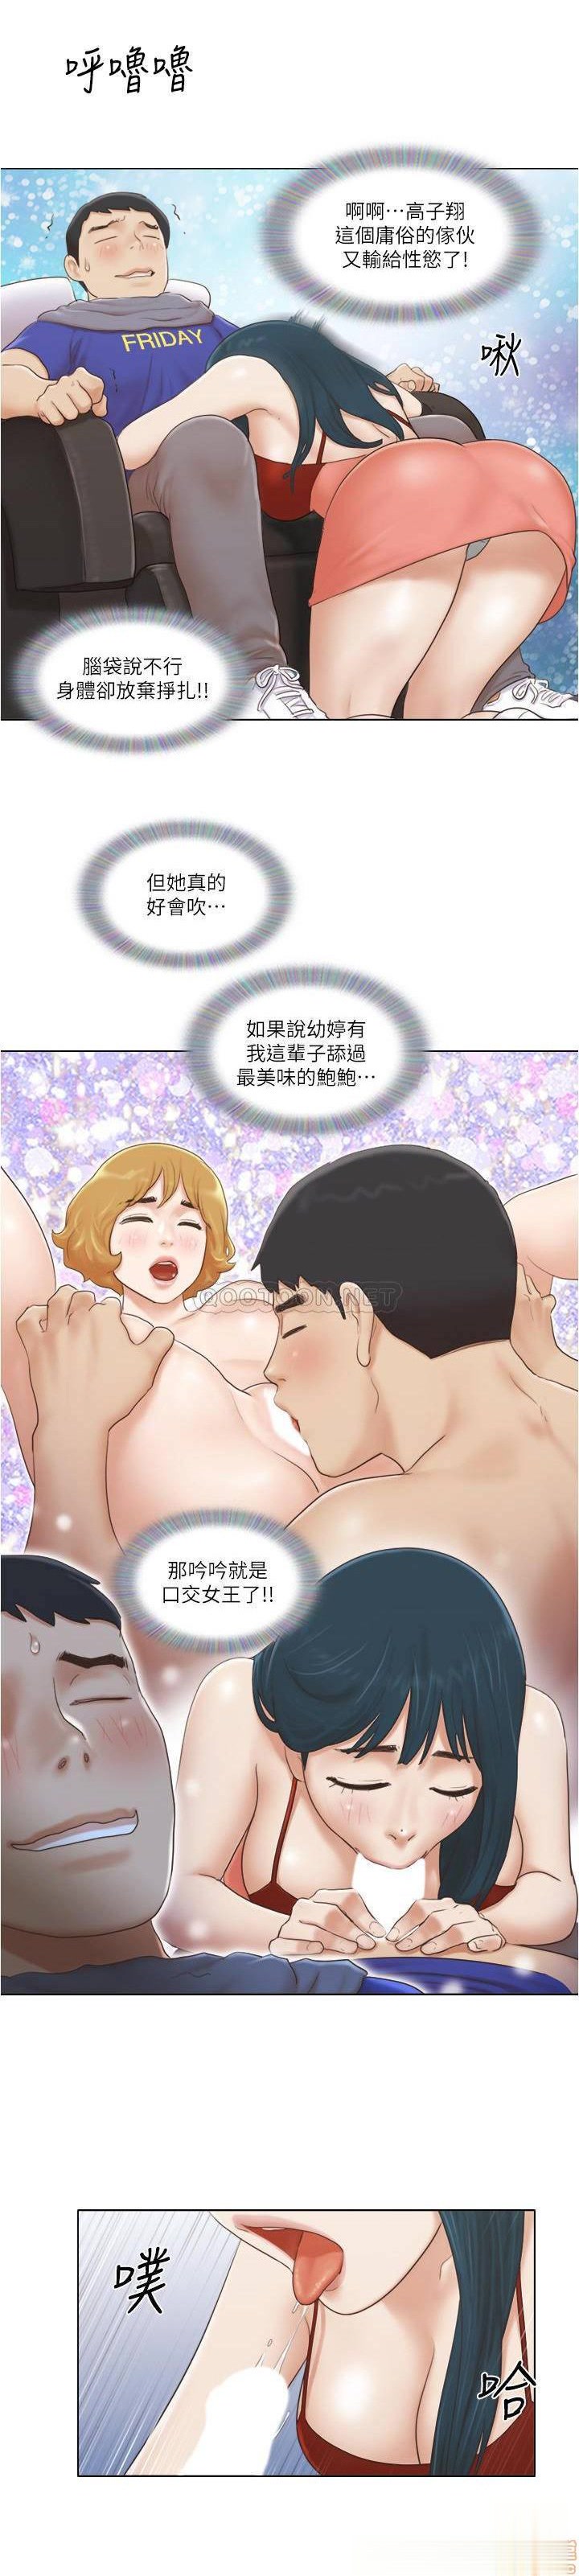 呼嚕嚕
啊啊…高子翔
這個庸俗的傢伙
又輸給性慾了!
啾
FRIDAY
腦袋說不行
身體卻放棄掙扎!!
但她真的
好會吹…
如果說幼婷有
我這輩子舔過
最美味的鮑鮑…
QOOTOON.NET
那吟吟就是
口交女王了!!
噗
哈